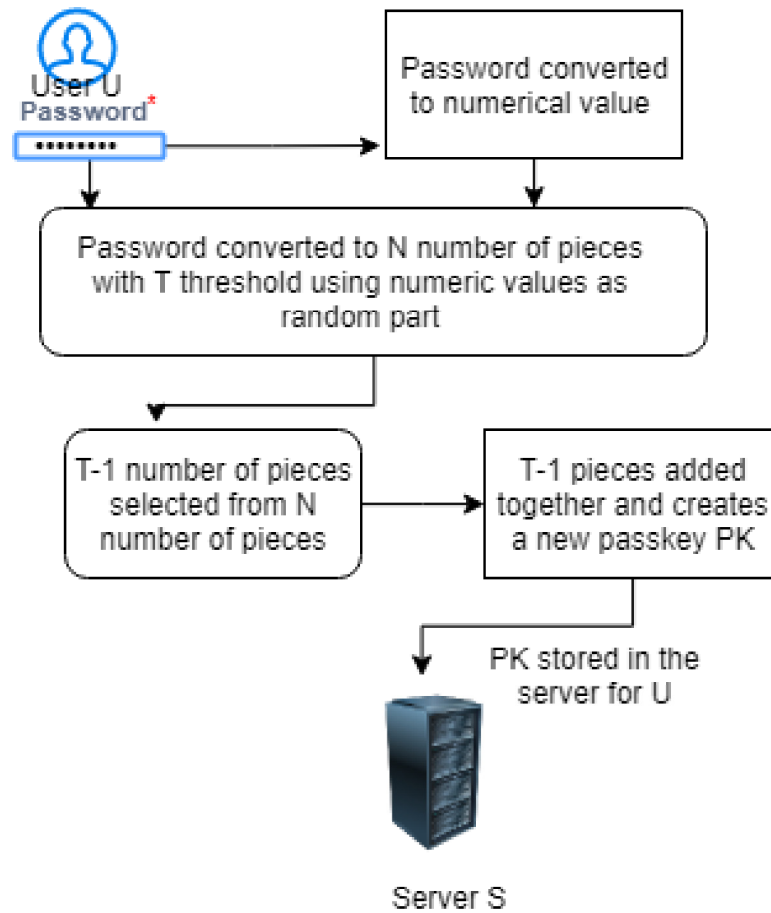 User U
Password*
Password converted
to numerical value
Password converted to N number of pieces
with T threshold using numeric values as
random part
T-1 number of pieces
selected from N
number of pieces
T-1 pieces added
together and creates
a new passkey PK
PK stored in the
server for U
Server S